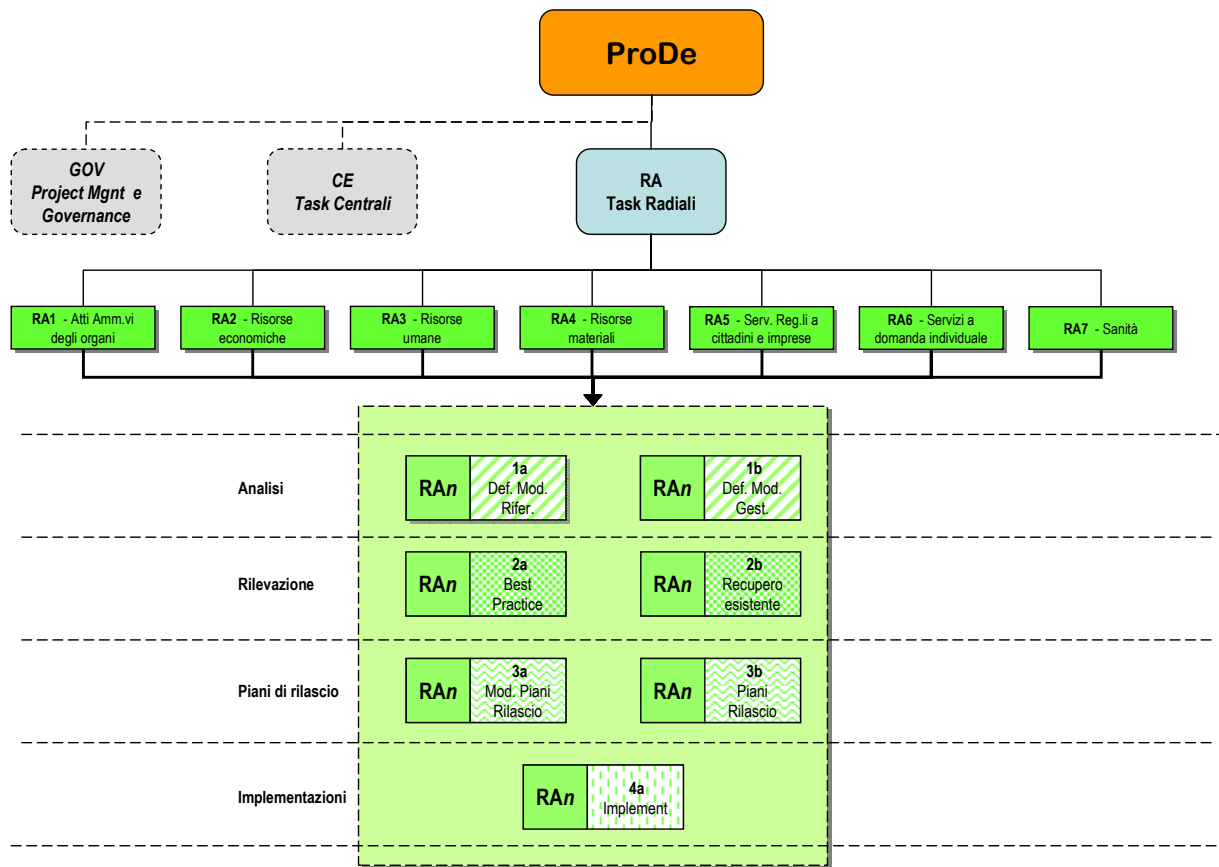 ProDe
GOV
Project Mgnt e
Governance
CE
Task Centrali
RA
Task Radiali
RA1 - Atti Amm.vi
degli organi
RA2 - Risorse
economiche
RA3 - Risorse
umane
RA4 - Risorse
materiali
RA5 - Serv. Reg.li a
cittadini e imprese
RA6 - Servizi a
domanda individuale
RA7 - Sanità
Analisi
RAn
1a
Def. Mod.
Rifer.
RAn
1b
Def. Mod.
Gest.
Rilevazione
RAn
2a
Best
Practice
RAn
2b
Recupero
esistente
Piani di rilascio
RAn
3a
Mod. Piani
Rilascio
RAn
3b
Piani
Rilascio
Implementazioni
RAn
4a
Implement